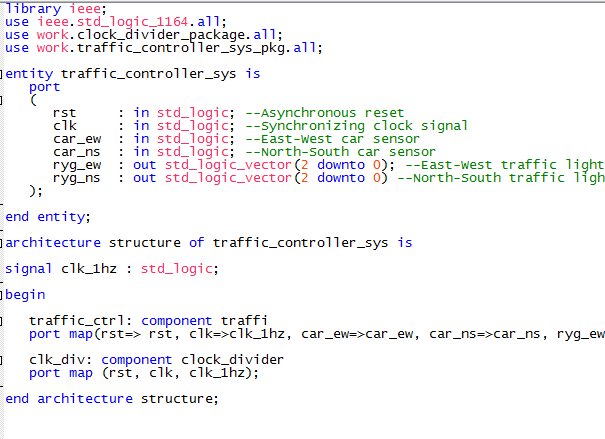 library ieee;
use ieee.std_logic_1164.all;
use work.clock_divider_package.all;
use work.traffic_controller_sys_pkg.all;
entity traffic_controller_sys is
port
(
rst : in std_logic; --Asynchronous reset
clk : in std_logic; --Synchronizing clock signal
car_ew : in std_logic; --East-West car sensor
car_ns : in std_logic; --North-South car sensor
ryg_ew : out std_logic_vector(2 downto 0); --East-West traffic light
ryg_ns : out std_logic_vector(2 downto 0) --North-South traffic ligh
);
end entity;
architecture structure of traffic_controller_sys is
signal clk_1hz : std_logic;
begin
traffic_ctrl: component traffi
port map(rst=> rst, clk=>clk_1hz, car_ew=>car_ew, car_ns=>car_ns, ryg_ew
clk_div: component clock_divider
port map (rst, clk, clk_1hz);
end architecture structure;